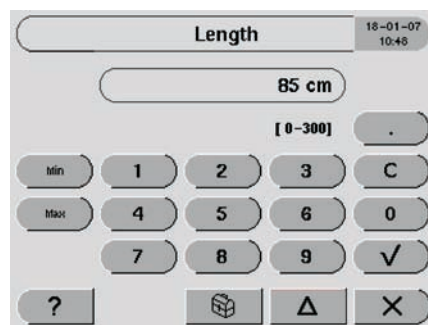 Length
18-01-07
10:46
85 cm
[ 0-300]
.
Min 1 2 3 C
Max 4 5 6 0
7 8 9 √
? Δ X